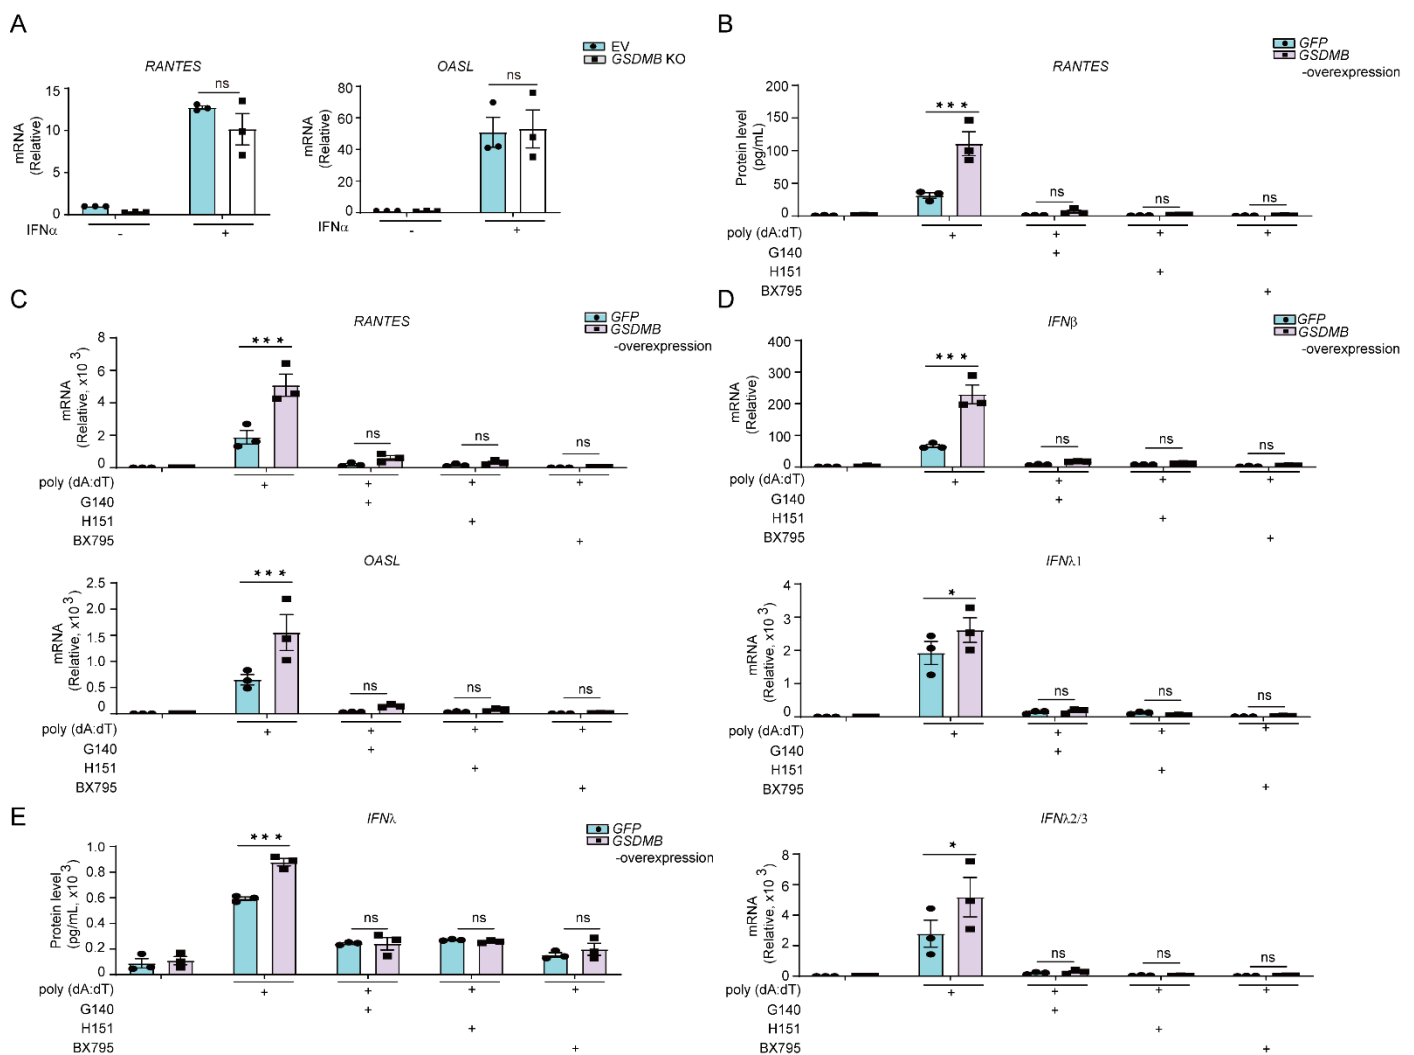 A
EV
GSDMB KO
RANTES
ns
15
10
5
0
mRNA
(Relative)
IFNα
-
+
OASL
ns
80
60
40
20
0
mRNA
(Relative)
IFNα
-
+
B
GFP
GSDMB
-overexpression
RANTES
***
ns
ns
ns
200
150
100
50
0
Protein level
(pg/mL)
poly (dA:dT)
+ + + +
G140
+
H151
+
BX795
+
C
RANTES
GFP
GSDMB
-overexpression
***
ns
ns
ns
8
6
4
2
0
mRNA
(Relative, x10 3)
poly (dA:dT)
+ + + +
G140
+
H151
+
BX795
+
OASL
***
ns
ns
ns
2.5
2.0
1.5
1.0
0.5
0
mRNA
(Relative, x10 3)
poly (dA:dT)
+ + + +
G140
+
H151
+
BX795
+
D
IFNβ
GFP
GSDMB
-overexpression
***
ns
ns
ns
400
300
200
100
0
mRNA
(Relative)
poly (dA:dT)
+ + + +
G140
+
H151
+
BX795
+
IFNλ1
*
ns
ns
ns
4
3
2
1
0
mRNA
(Relative, x10 3)
poly (dA:dT)
+ + + +
G140
+
H151
+
BX795
+
IFNλ2/3
*
ns
ns
ns
8
6
4
2
0
mRNA
(Relative, x10 3)
poly (dA:dT)
+ + + +
G140
+
H151
+
BX795
+
E
IFNλ
GFP
GSDMB
-overexpression
***
ns
ns
ns
1.0
0.8
0.6
0.4
0.2
0
Protein level
(pg/mL, x10 3)
poly (dA:dT)
+ + + +
G140
+
H151
+
BX795
+